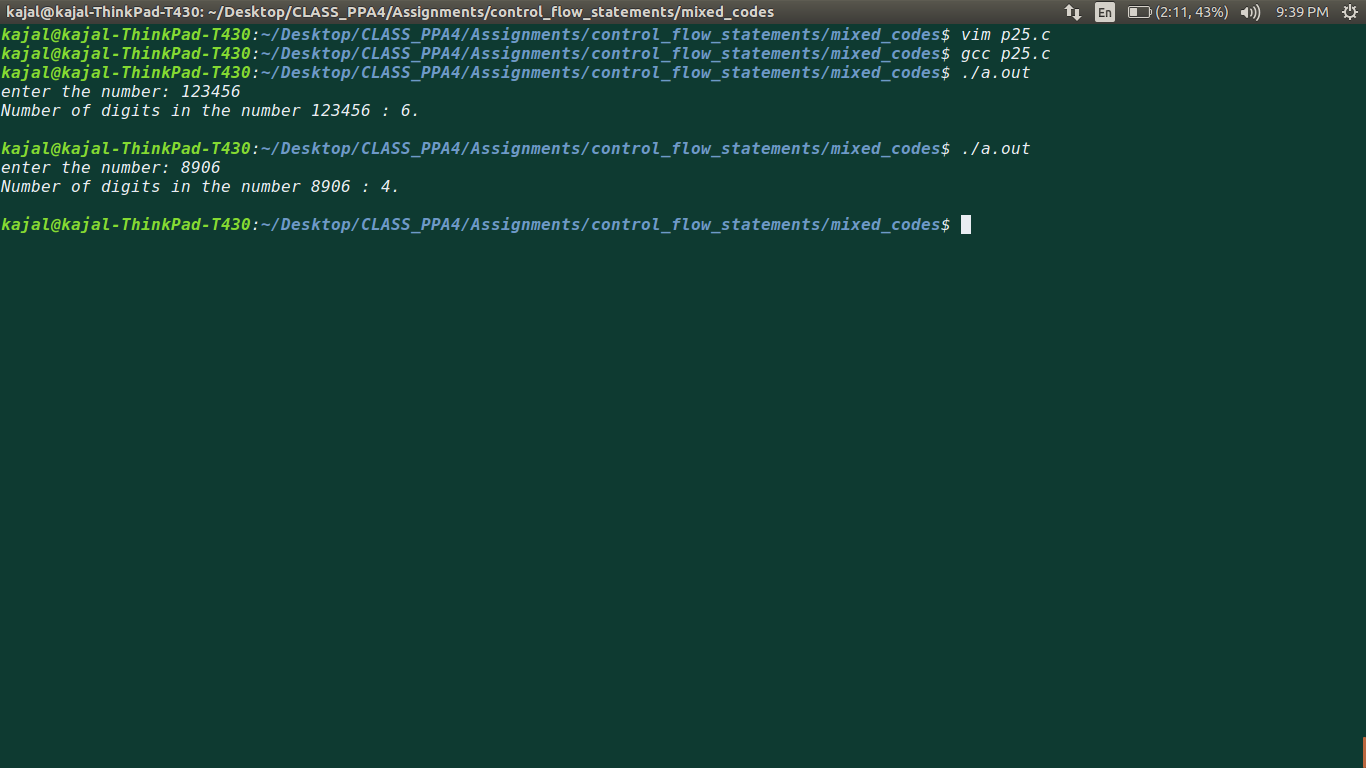 kajal@kajal-ThinkPad-T430: ~/Desktop/CLASS_PPA4/Assignments/control_flow_statements/mixed_codes En (2:11, 43%) 9:39 PM
kajal@kajal-ThinkPad-T430:~/Desktop/CLASS_PPA4/Assignments/control_flow_statements/mixed_codes$ vim p25.c
kajal@kajal-ThinkPad-T430:~/Desktop/CLASS_PPA4/Assignments/control_flow_statements/mixed_codes$ gcc p25.c
kajal@kajal-ThinkPad-T430:~/Desktop/CLASS_PPA4/Assignments/control_flow_statements/mixed_codes$ ./a.out
enter the number: 123456
Number of digits in the number 123456 : 6.
kajal@kajal-ThinkPad-T430:~/Desktop/CLASS_PPA4/Assignments/control_flow_statements/mixed_codes$ ./a.out
enter the number: 8906
Number of digits in the number 8906 : 4.
kajal@kajal-ThinkPad-T430:~/Desktop/CLASS_PPA4/Assignments/control_flow_statements/mixed_codes$